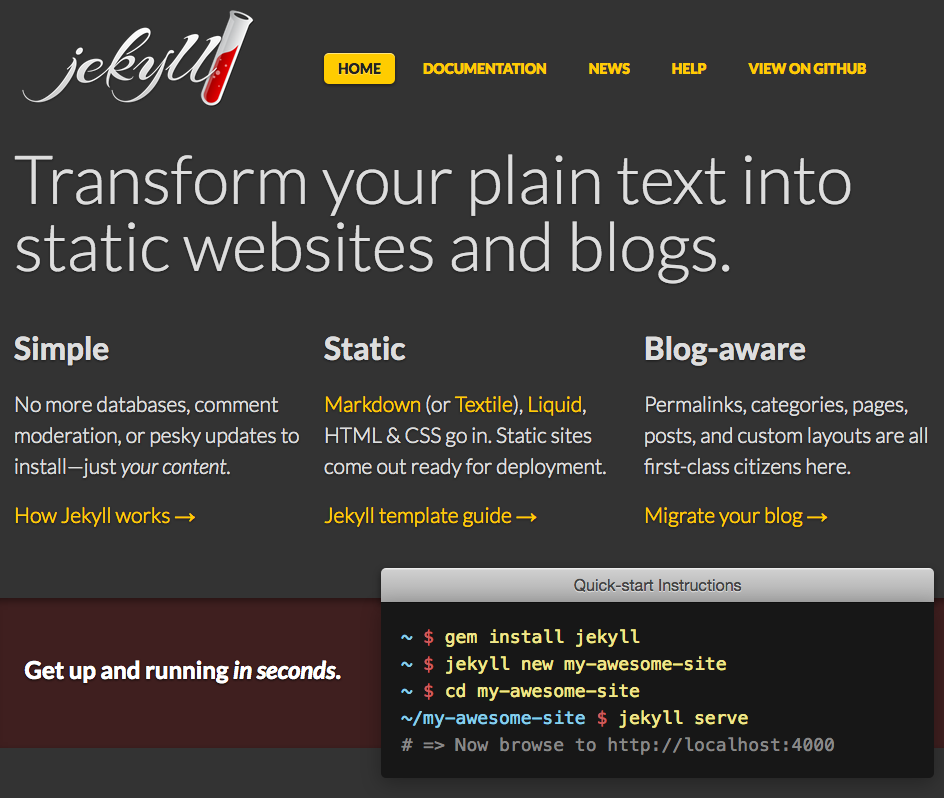 jekyll
HOME DOCUMENTATION NEWS HELP VIEW ON GITHUB
Transform your plain text into
static websites and blogs.
Simple
No more databases, comment
moderation, or pesky updates to
install—just your content.
How Jekyll works →
Static
Markdown (or Textile), Liquid,
HTML & CSS go in. Static sites
come out ready for deployment.
Jekyll template guide →
Blog-aware
Permalinks, categories, pages,
posts, and custom layouts are all
first-class citizens here.
Migrate your blog →
Get up and running in seconds.
Quick-start Instructions
~ $ gem install jekyll
~ $ jekyll new my-awesome-site
~ $ cd my-awesome-site
~/my-awesome-site $ jekyll serve
# => Now browse to http://localhost:4000